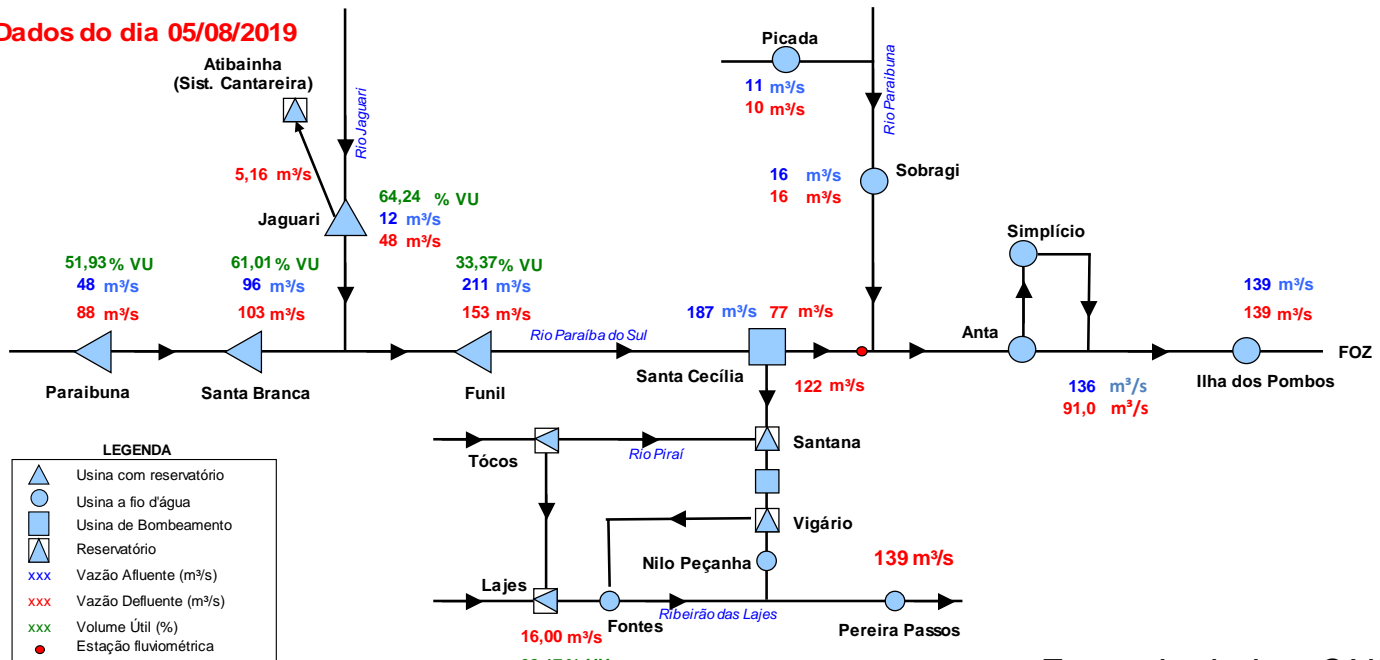 Dados do dia 05/08/2019
Atibainha
(Sist. Cantareira)
Rio Jaguari
5,16 m³/s
Jaguari
64,24 % VU
12 m³/s
48 m³/s
Picada
11 m³/s
10 m³/s
Rio Paraibuna
16 m³/s
16 m³/s
Sobragi
51,93 % VU
48 m³/s
88 m³/s
Paraibuna
61,01 % VU
96 m³/s
103 m³/s
Santa Branca
33,37 % VU
211 m³/s
153 m³/s
Funil
Rio Paraíba do Sul
187 m³/s 77 m³/s
Santa Cecília
122 m³/s
Simplício
Anta
136 m³/s
91,0 m³/s
139 m³/s
139 m³/s
Ilha dos Pombos
FOZ
Tócos
Rio Piraí
Santana
Vigário
Nilo Peçanha
139 m³/s
Lajes
16,00 m³/s
Fontes
Ribeirão das Lajes
Pereira Passos
LEGENDA
Usina com reservatório
Usina a fio d'água
Usina de Bombeamento
Reservatório
xxx Vazão Afluente (m³/s)
xxx Vazão Defluente (m³/s)
xxx Volume Útil (%)
Estação fluviométrica